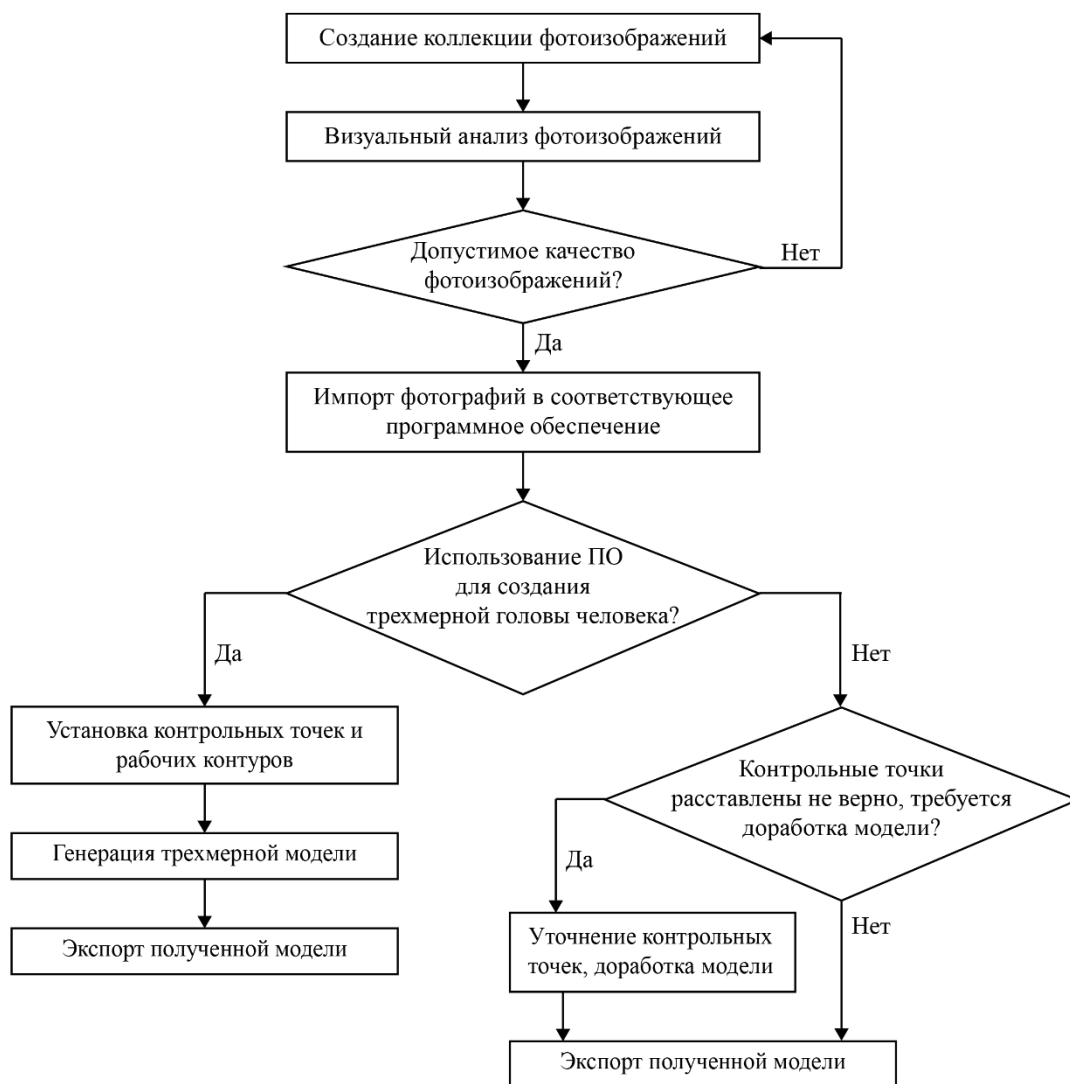 Создание коллекции фотоизображений
Визуальный анализ фотоизображений
Допустимое качество
фотоизображений?
Нет
Да
Импорт фотографий в соответствующее
программное обеспечение
Использование ПО
для создания
трехмерной головы человека?
Да
Нет
Установка контрольных точек и
рабочих контуров
Контрольные точки
расставлены не верно, требуется
доработка модели?
Генерация трехмерной модели
Да
Экспорт полученной модели
Уточнение контрольных
точек, доработка модели
Нет
Экспорт полученной модели